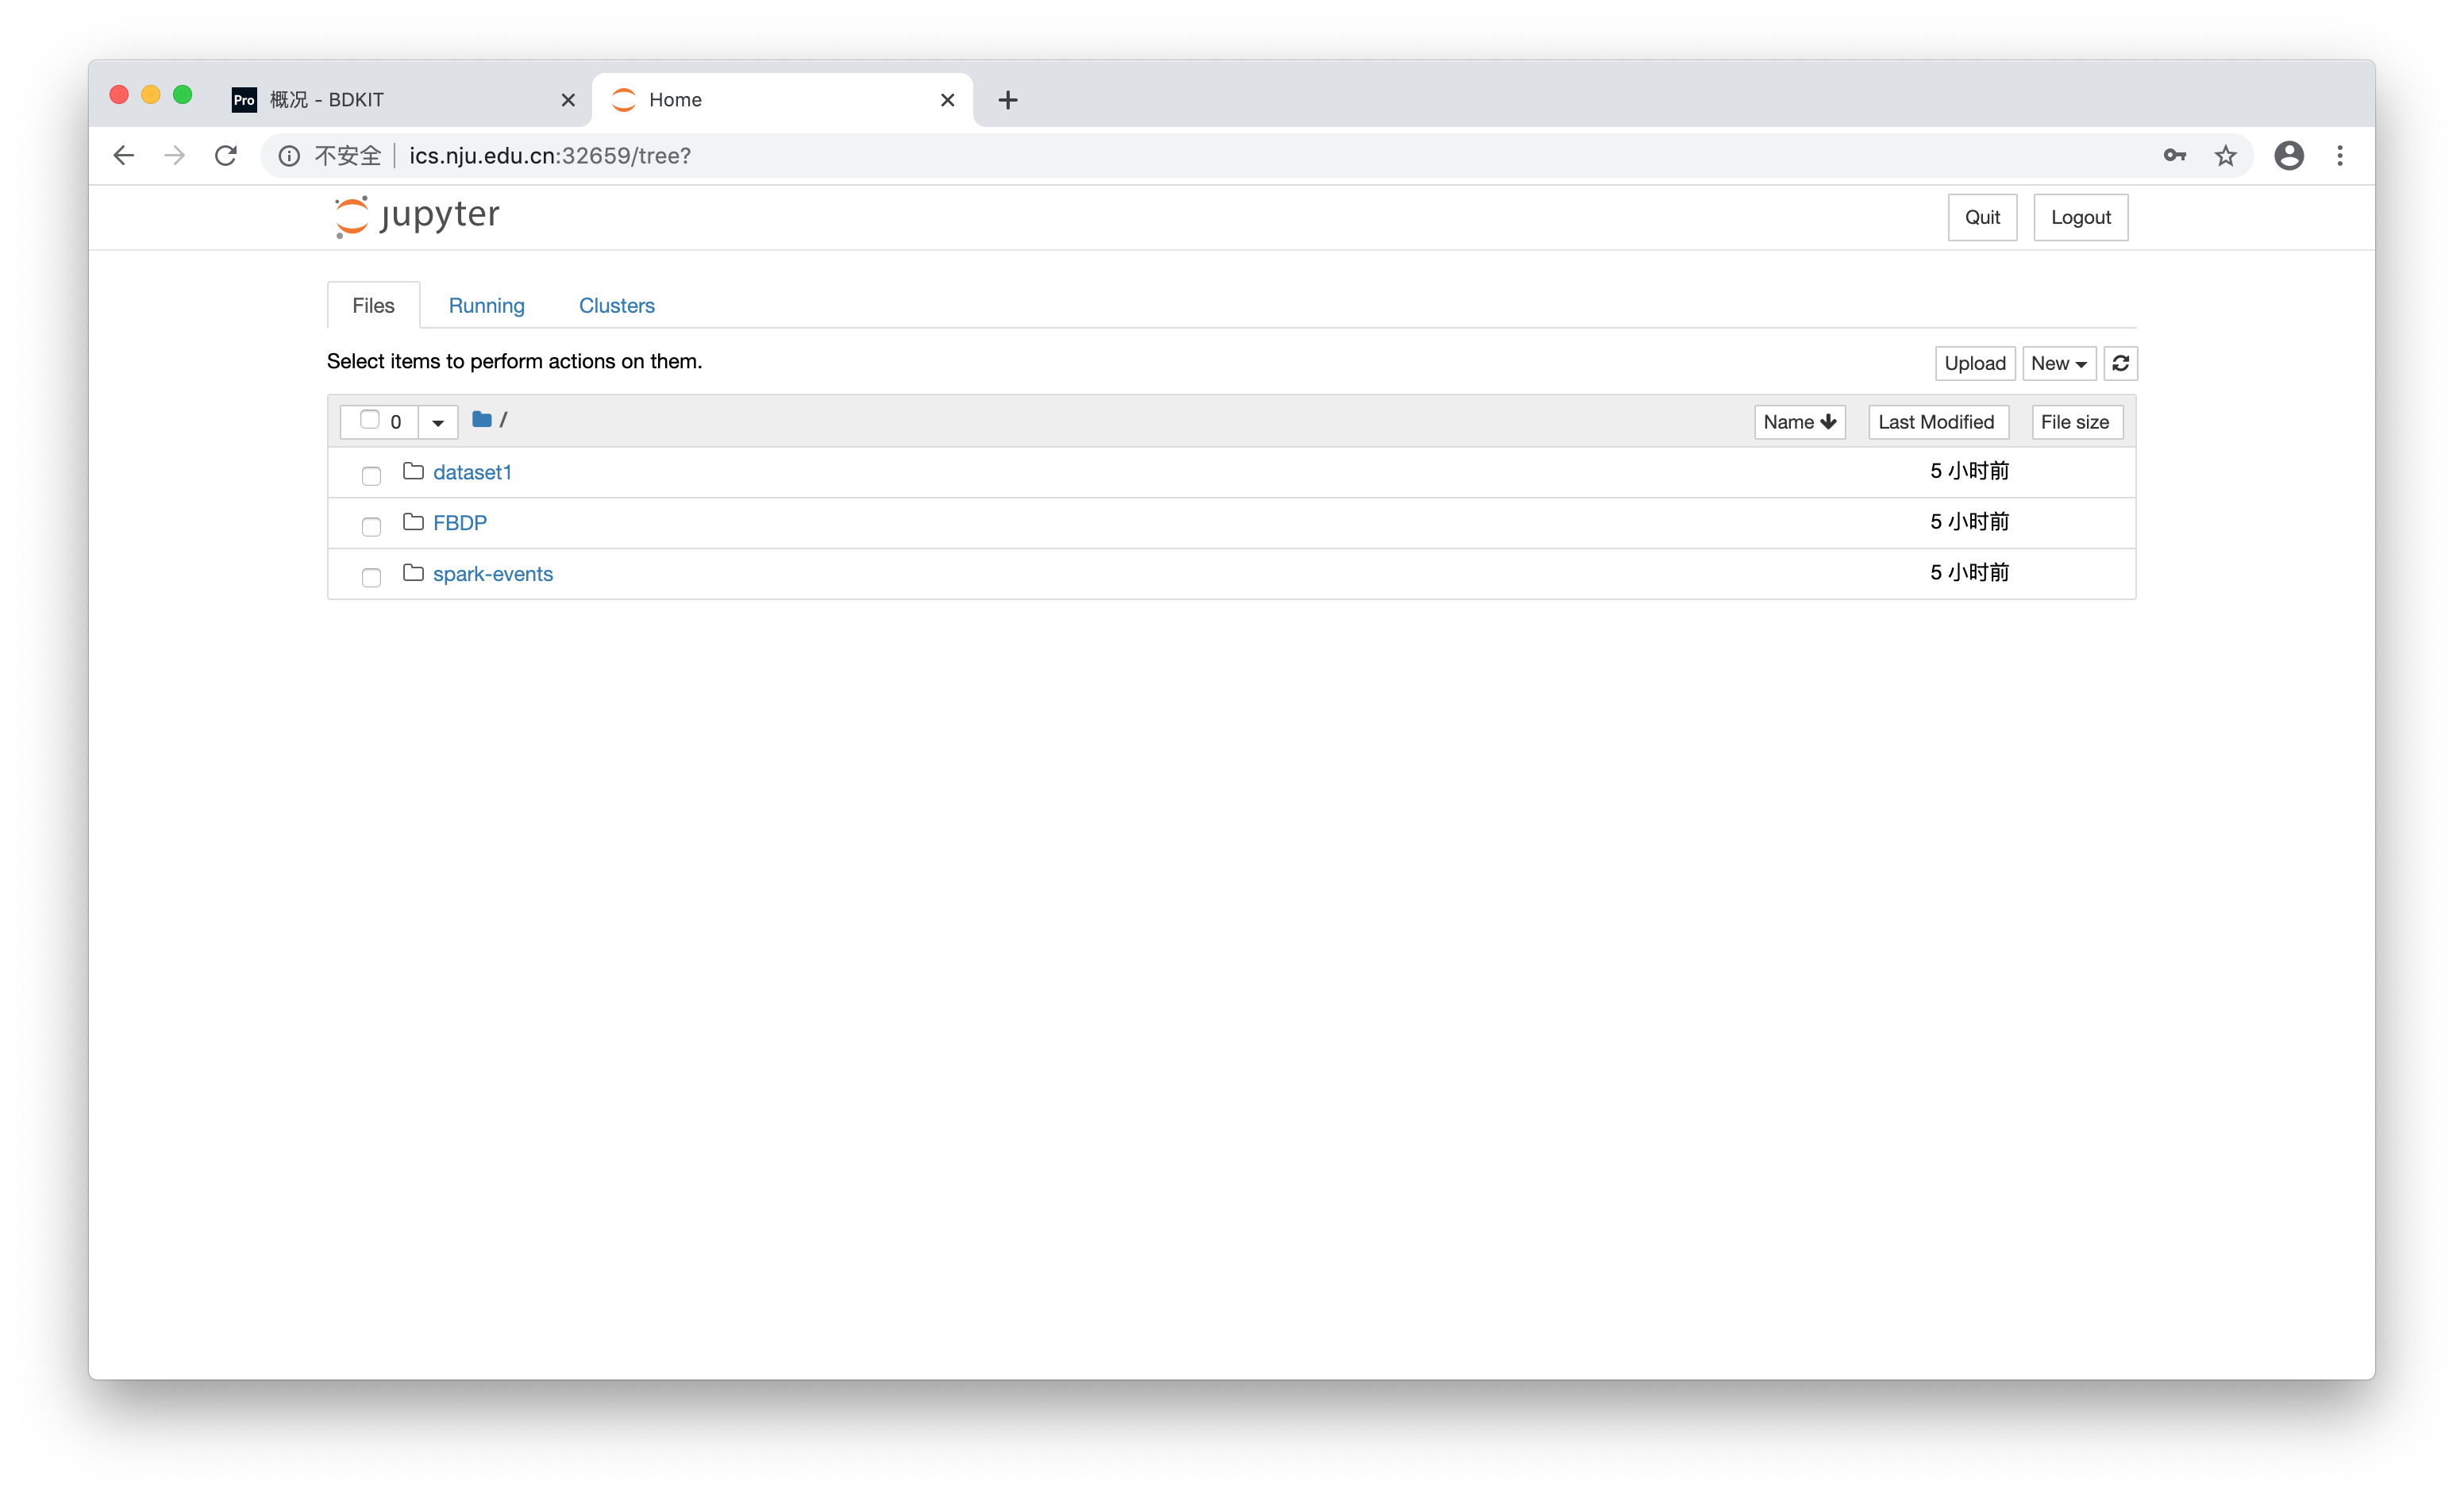 Pro 概况 - BDKIT
Home
不安全 | ics.nju.edu.cn:32659/tree?
jupyter
Quit Logout
Files Running Clusters
Select items to perform actions on them.
Upload New
0 / Name Last Modified File size
dataset1 5 小时前
FBDP 5 小时前
spark-events 5 小时前